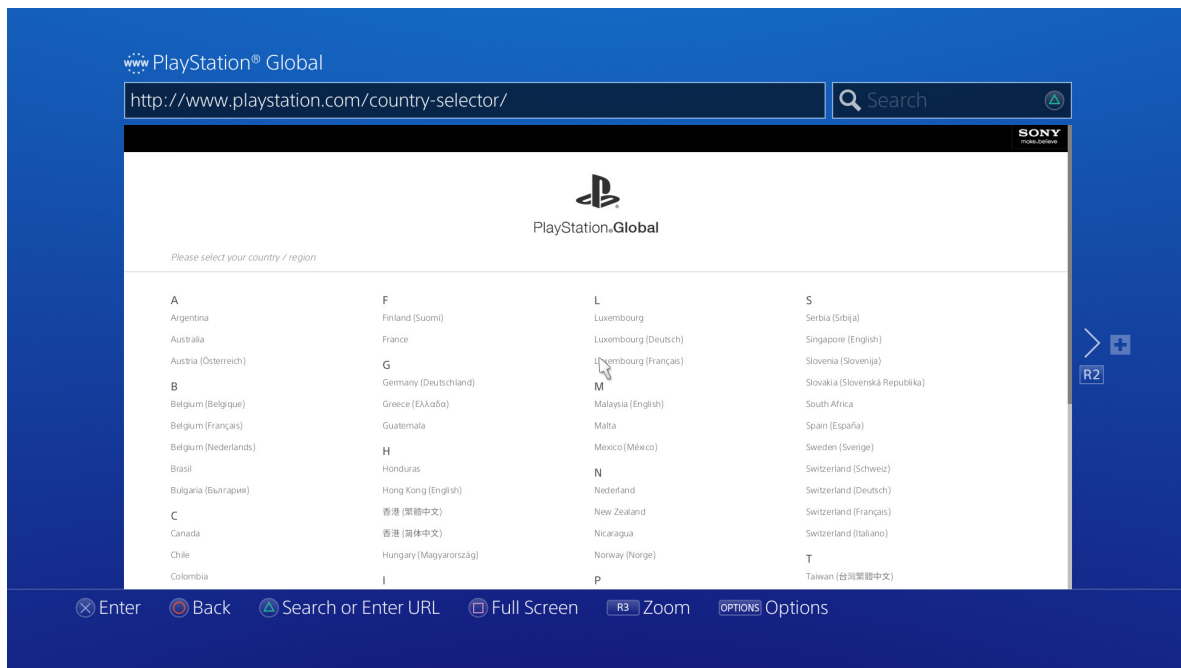 www PlayStation® Global
http://www.playstation.com/country-selector/
Search
SONY
make.believe
PlayStation®Global
Please select your country / region
A
Argentina
Australia
Austria (Österreich)
B
Belgium (Belgique)
Belgium (Français)
Belgium (Nederlands)
Brasil
Bulgaria (България)
C
Canada
Chile
Colombia
F
Finland (Suomi)
France
G
Germany (Deutschland)
Greece (Ελλαδα)
Guatemala
H
Honduras
Hong Kong (English)
香港 (繁體中文)
香港 (简体中文)
Hungary (Magyarország)
I
L
Luxembourg
Luxembourg (Deutsch)
Luxembourg (Français)
M
Malaysia (English)
Malta
Mexico (México)
N
Nederland
New Zealand
Nicaragua
Norway (Norge)
P
S
Serbia (Srbija)
Singapore (English)
Slovenia (Slovenija)
Slovakia (Slovenská Republika)
South Africa
Spain (España)
Sweden (Sverige)
Switzerland (Schweiz)
Switzerland (Deutsch)
Switzerland (Français)
Switzerland (Italiano)
T
Taiwan (台灣繁體中文)
R2
Enter Back Search or Enter URL Full Screen R3 Zoom OPTIONS Options